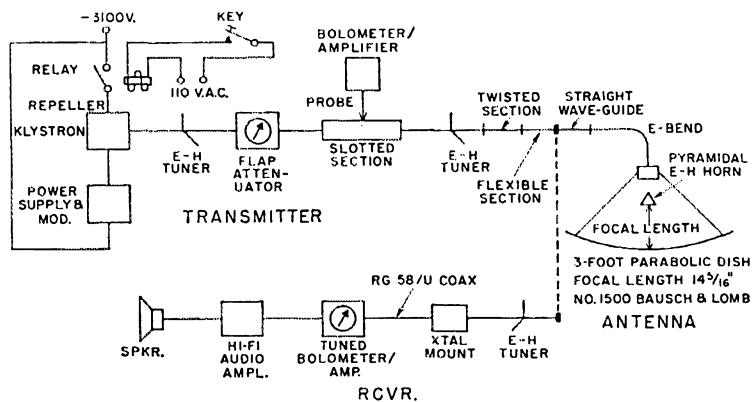 −3100V.
KEY
RELAY
110 V.A.C.
REPELLER
KLYSTRON
POWER
SUPPLY &
MOD.
E-H
TUNER
FLAP
ATTEN-
UATOR
BOLOMETER/
AMPLIFIER
PROBE
SLOTTED
SECTION
E-H
TUNER
TWISTED
SECTION
FLEXIBLE
SECTION
STRAIGHT
WAVE-GUIDE
E-BEND
PYRAMIDAL
E-H HORN
FOCAL LENGTH
3-FOOT PARABOLIC DISH
FOCAL LENGTH 14 5/16"
NO. 1500 BAUSCH & LOMB
ANTENNA
TRANSMITTER
SPKR.
HI-FI
AUDIO
AMPL.
TUNED
BOLOMETER/
AMP.
RG 58/U COAX
XTAL
MOUNT
E-H
TUNER
RCVR.